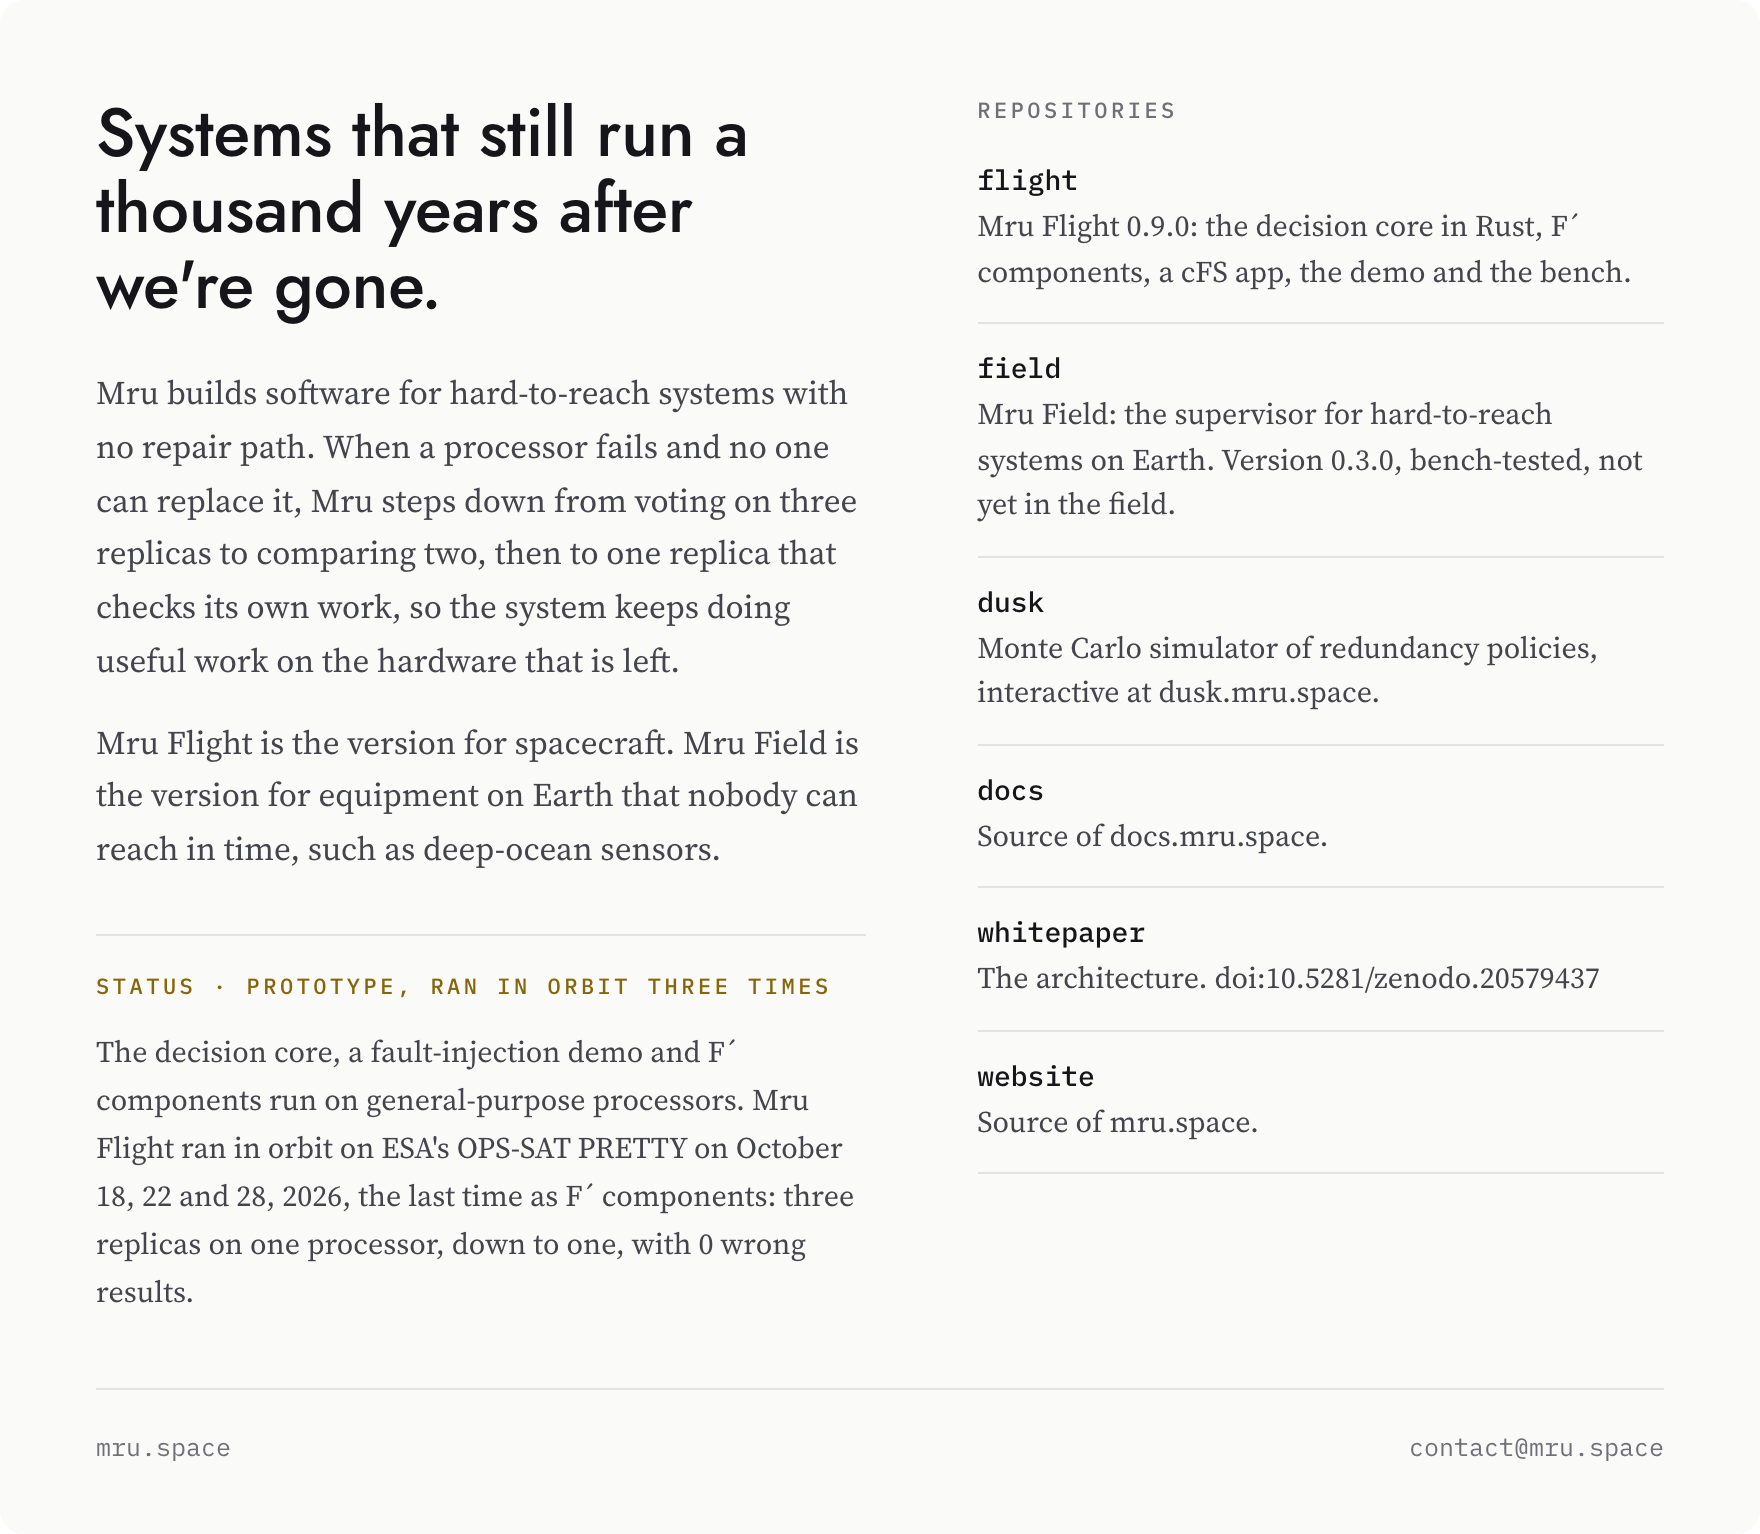 Systems that still run a
thousand years after
we're gone.
Mru builds software for hard-to-reach systems with
no repair path. When a processor fails and no one
can replace it, Mru steps down from voting on three
replicas to comparing two, then to one replica that
checks its own work, so the system keeps doing
useful work on the hardware that is left.
Mru Flight is the version for spacecraft. Mru Field is
the version for equipment on Earth that nobody can
reach in time, such as deep-ocean sensors.
STATUS · PROTOTYPE, RAN IN ORBIT THREE TIMES
The decision core, a fault-injection demo and F´
components run on general-purpose processors. Mru
Flight ran in orbit on ESA's OPS-SAT PRETTY on October
18, 22 and 28, 2026, the last time as F´ components: three
replicas on one processor, down to one, with 0 wrong
results.
REPOSITORIES
flight
Mru Flight 0.9.0: the decision core in Rust, F´
components, a cFS app, the demo and the bench.
field
Mru Field: the supervisor for hard-to-reach
systems on Earth. Version 0.3.0, bench-tested, not
yet in the field.
dusk
Monte Carlo simulator of redundancy policies,
interactive at dusk.mru.space.
docs
Source of docs.mru.space.
whitepaper
The architecture. doi:10.5281/zenodo.20579437
website
Source of mru.space.
mru.space
contact@mru.space